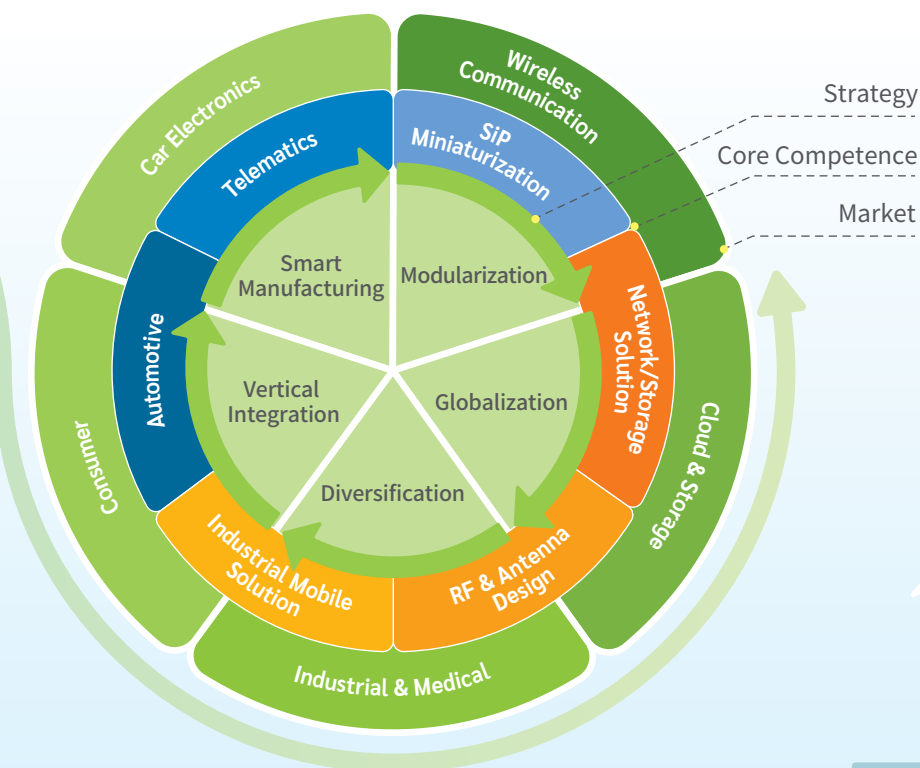 Car Electronics
Wireless
Communication
Cloud & Storage
Industrial & Medical
Consumer
Telematics
SiP
Miniaturization
Network/Storage
Solution
RF & Antenna
Design
Industrial Mobile
Solution
Automotive
Smart
Manufacturing
Modularization
Globalization
Diversification
Vertical
Integration
Strategy
Core Competence
Market